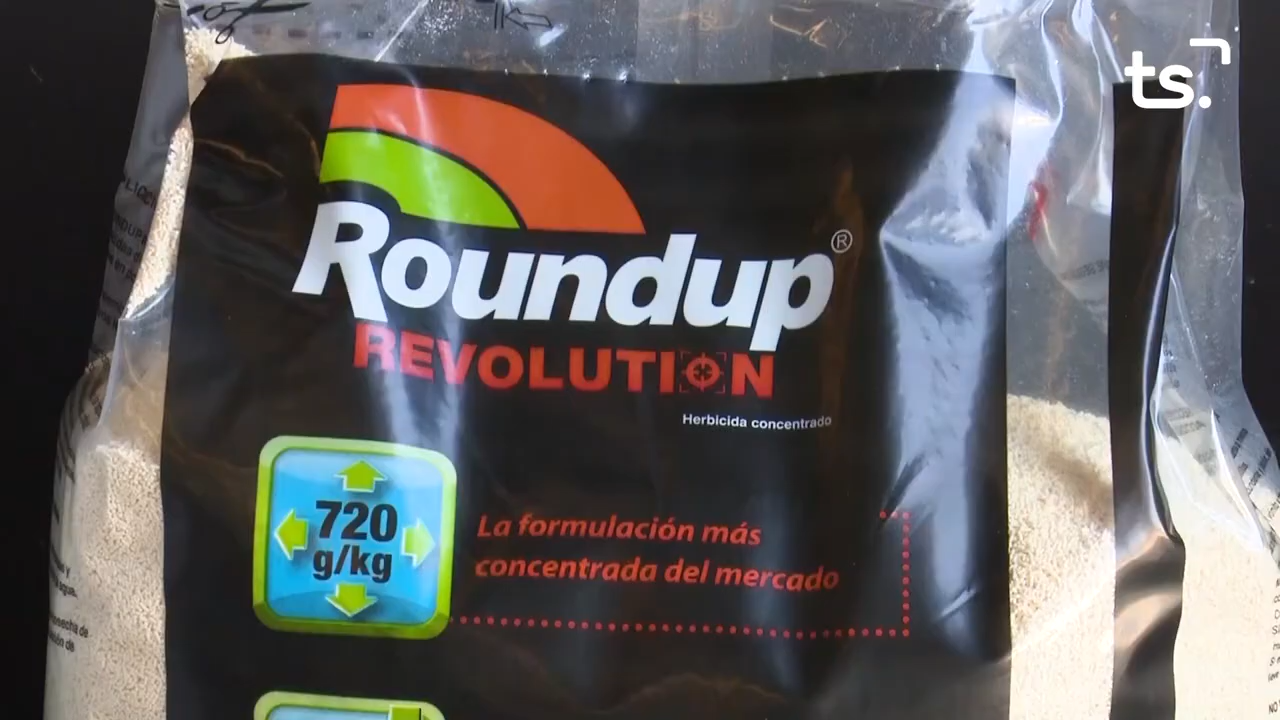 ts.
Roundup®
REVOLUTION
Herbicida concentrado
720
g/kg
La formulación más
concentrada del mercado